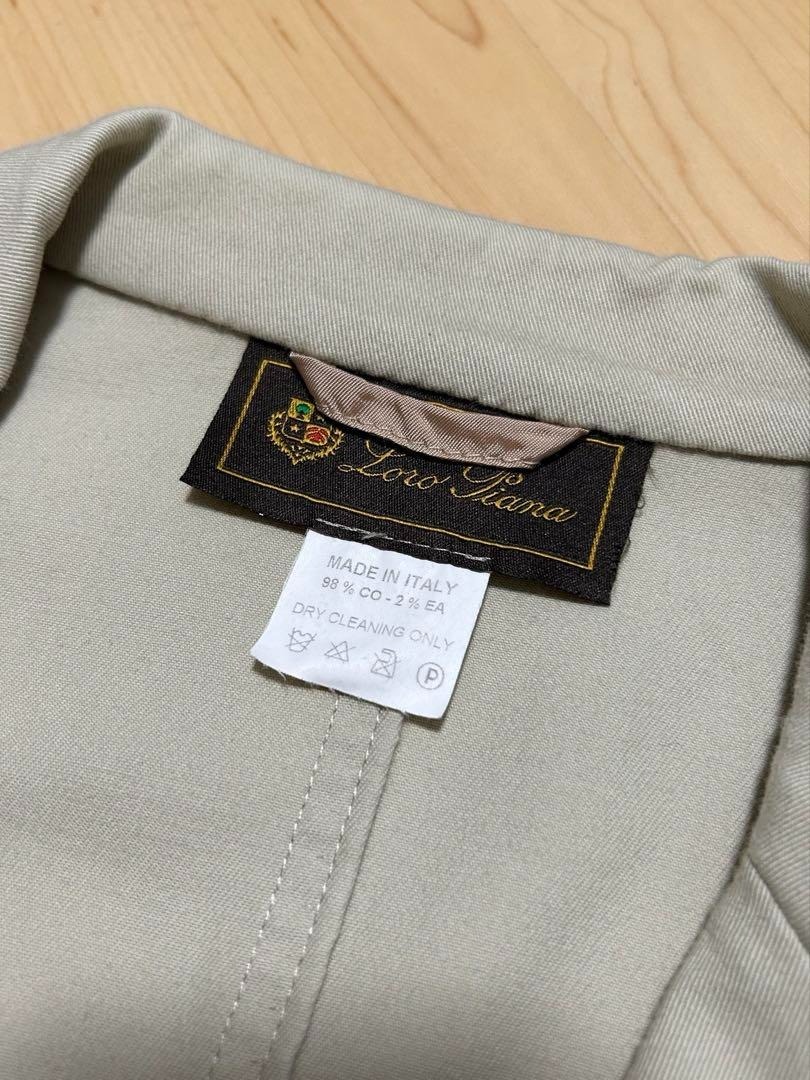 Loro Piana
MADE IN ITALY
98 % CO - 2 % EA
DRY CLEANING ONLY
P